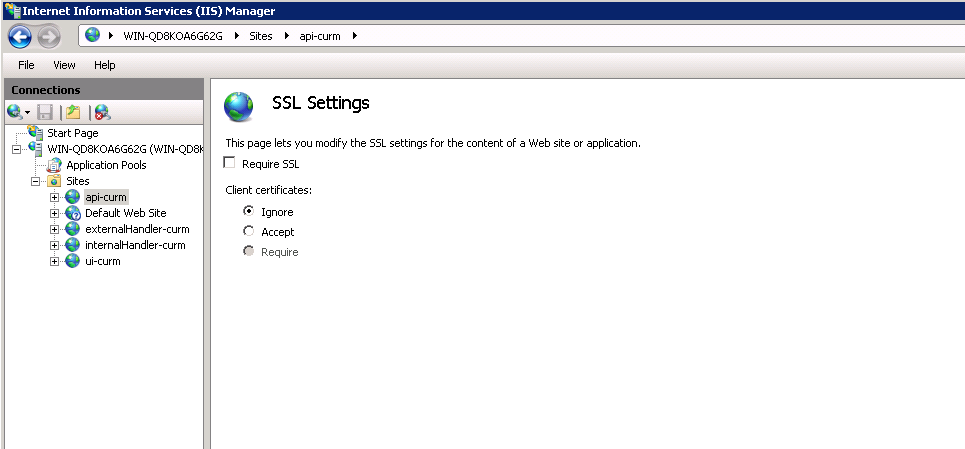 Internet Information Services (IIS) Manager
WIN-QD8KOA6G62G Sites api-curm
File View Help
Connections
Start Page
WIN-QD8KOA6G62G (WIN-QD8K
Application Pools
Sites
api-curm
Default Web Site
externalHandler-curm
internalHandler-curm
ui-curm
SSL Settings
This page lets you modify the SSL settings for the content of a Web site or application.
Require SSL
Client certificates:
Ignore
Accept
Require